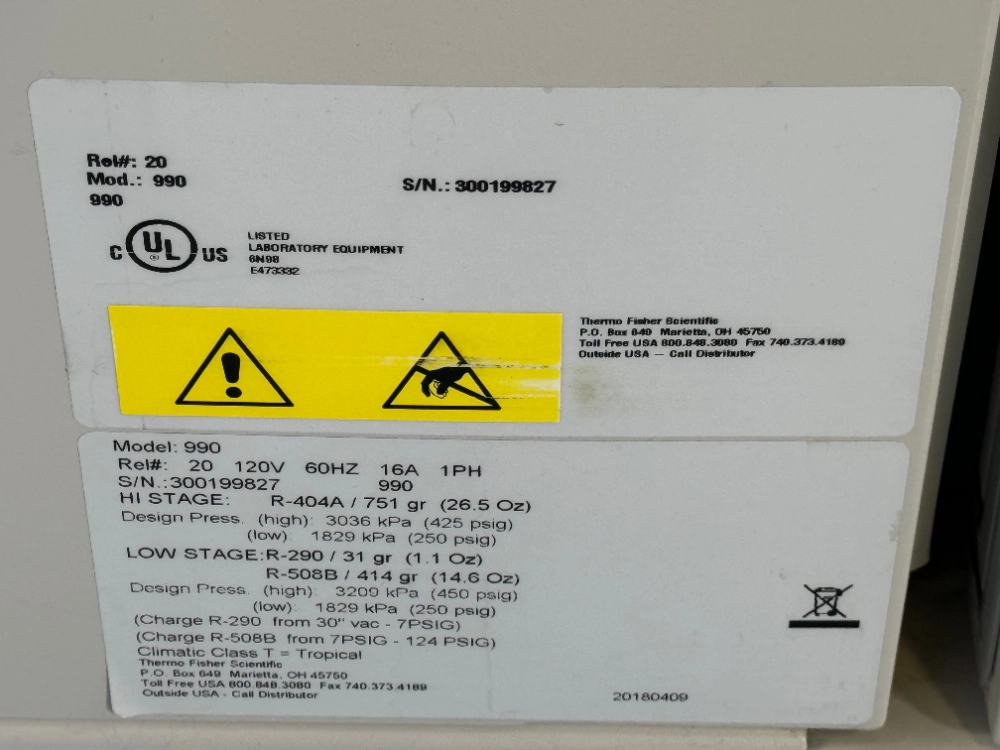 Rel#: 20
Mod.: 990
990
S/N.: 300199827
C UL ® US
LISTED
LABORATORY EQUIPMENT
6N98
E473332
Thermo Fisher Scientific
P.O. Box 649 Marietta, OH 45750
Toll Free USA 800.848.3080 Fax 740.373.4189
Outside USA — Call Distributor
Model: 990
Rel#: 20 120V 60HZ 16A 1PH
S/N.:300199827 990
HI STAGE: R-404A / 751 gr (26.5 Oz)
Design Press. (high): 3036 kPa (425 psig)
(low): 1829 kPa (250 psig)
LOW STAGE:R-290 / 31 gr (1.1 Oz)
R-508B / 414 gr (14.6 Oz)
Design Press. (high): 3200 kPa (450 psig)
(low): 1829 kPa (250 psig)
(Charge R-290 from 30" vac - 7PSIG)
(Charge R-508B from 7PSIG - 124 PSIG)
Climatic Class T = Tropical
Thermo Fisher Scientific
P.O. Box 649 Marietta, OH 45750
Toll Free USA 800.848.3080 Fax 740.373.4189
Outside USA - Call Distributor
20180409